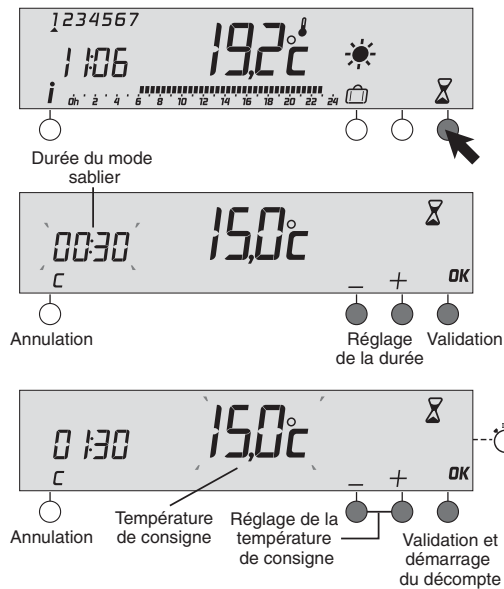 1234567
11:06 19,2°c
i 0h 2 4 6 8 10 12 14 16 18 20 22 24
Durée du mode
sablier
00:30 15,0°c
C − + OK
Annulation Réglage Validation
de la durée
01:30 15,0°c
C − + OK
Annulation Température Réglage de la Validation et
de consigne température démarrage
de consigne du décompte